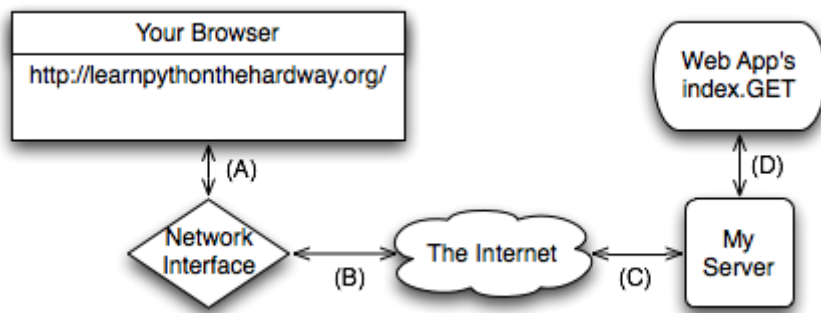 Your Browser
http://learnpythonthehardway.org/
Web App's
index.GET
(A)
(D)
Network
Interface
(B)
The Internet
(C)
My
Server